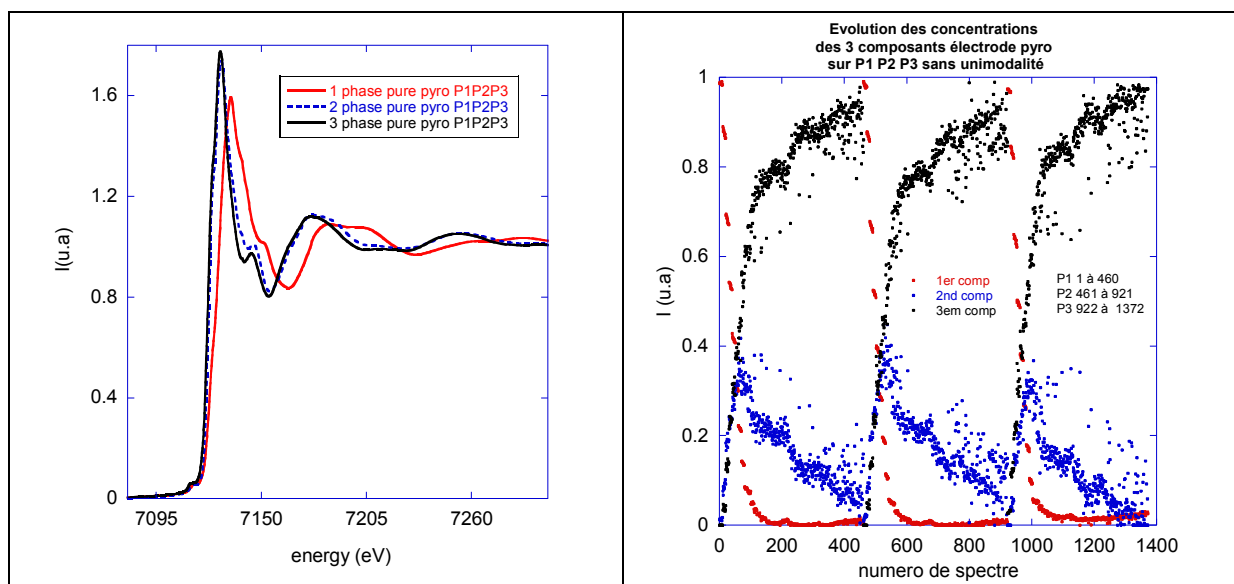 1.6
1.2
0.8
0.4
0
I(u.a)
1 phase pure pyro P1P2P3
2 phase pure pyro P1P2P3
3 phase pure pyro P1P2P3
7095 7150 7205 7260
energy (eV)
Evolution des concentrations
des 3 composants électrode pyro
sur P1 P2 P3 sans unimodalité
1
0.8
0.6
0.4
0.2
0
I (u.a)
1er comp
2nd comp
3em comp
P1 1 à 460
P2 461 à 921
P3 922 à 1372
0 200 400 600 800 1000 1200 1400
numero de spectre